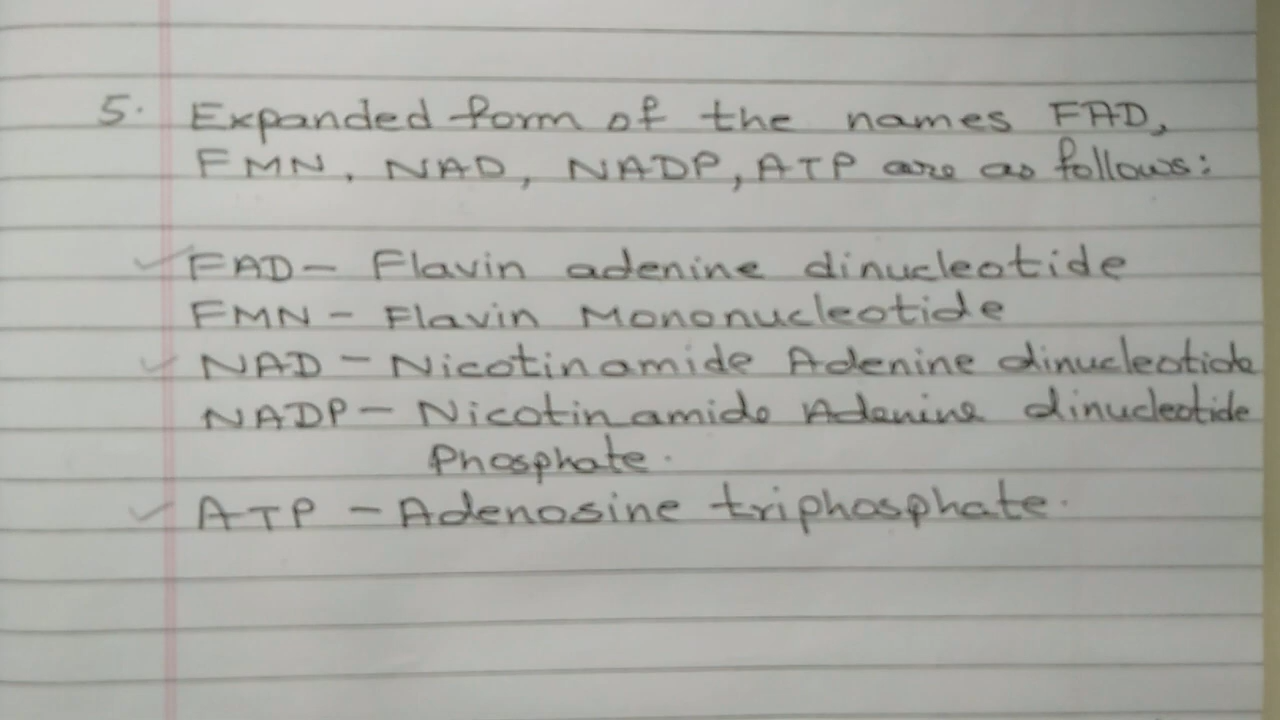 5. Expanded form of the names FAD,
FMN, NAD, NADP, ATP are as follows:
FAD - Flavin adenine dinucleotide
FMN - Flavin Mononucleotide
NAD - Nicotinamide Adenine dinucleotide
NADP - Nicotinamide Adenine dinucleotide
Phosphate.
ATP - Adenosine triphosphate.